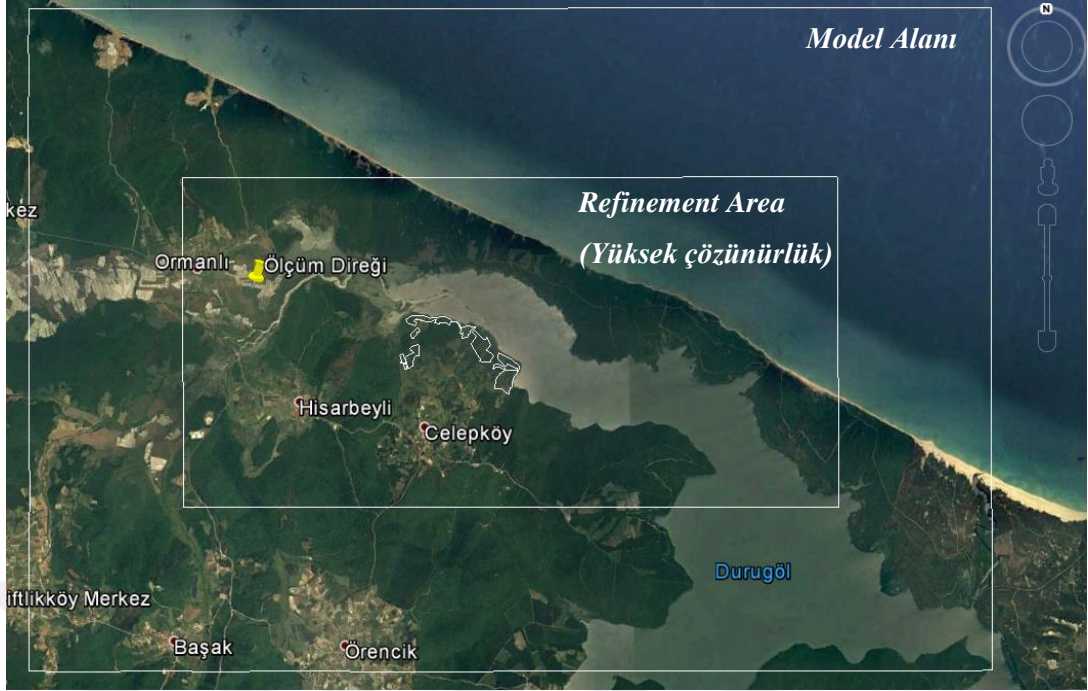 N
Model Alanı
kez
Refinement Area
(Yüksek çözünürlük)
Ormanlı
Ölçüm Direği
Hisarbeyli
Celepköy
Durugöl
iftlikköy Merkez
Başak
Örencik